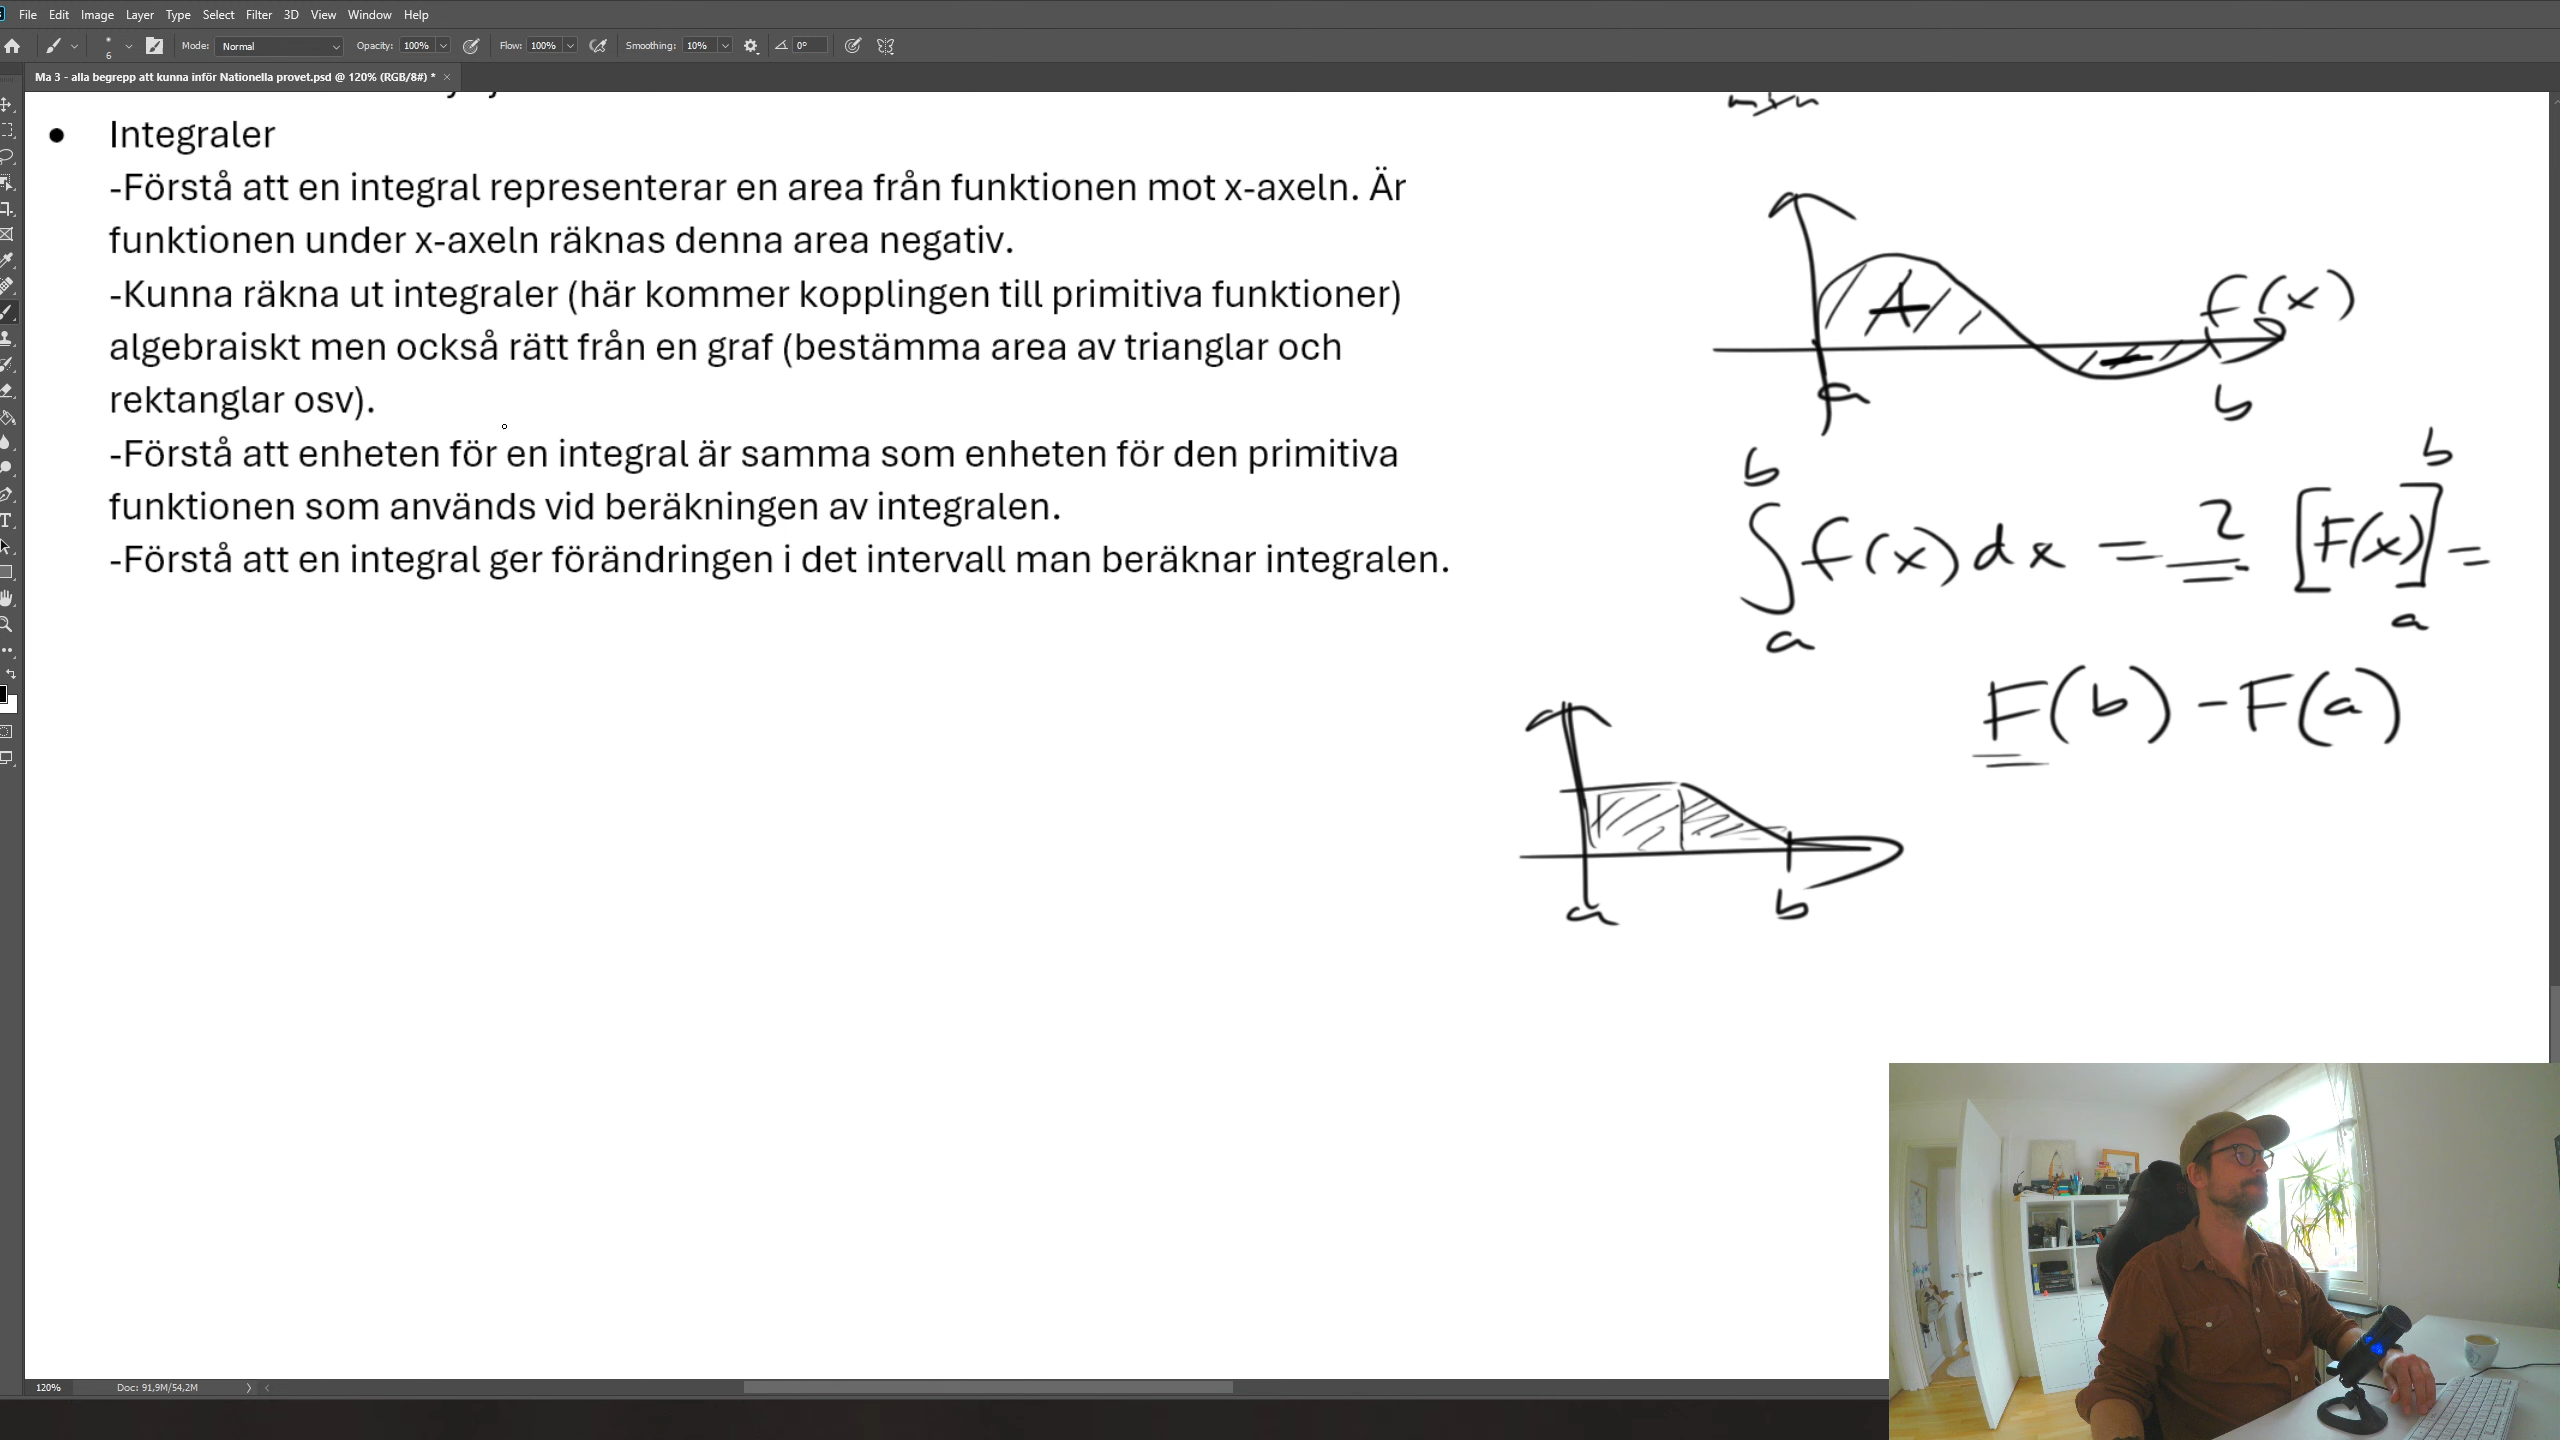 File Edit Image Layer Type Select Filter 3D View Window Help
6 Mode: Normal Opacity: 100% Flow: 100% Smoothing: 10% 0°
Ma 3 - alla begrepp att kunna inför Nationella provet.psd @ 120% (RGB/8#) * ×
• Integraler
-Förstå att en integral representerar en area från funktionen mot x-axeln. Är
funktionen under x-axeln räknas denna area negativ.
-Kunna räkna ut integraler (här kommer kopplingen till primitiva funktioner)
algebraiskt men också rätt från en graf (bestämma area av trianglar och
rektanglar osv).
-Förstå att enheten för en integral är samma som enheten för den primitiva
funktionen som används vid beräkningen av integralen.
-Förstå att en integral ger förändringen i det intervall man beräknar integralen.
A
f(x)
a b
b b
∫ f(x) dx = 2 [F(x)] =
a a
F(b) - F(a)
a b
120% Doc: 91,9M/54,2M